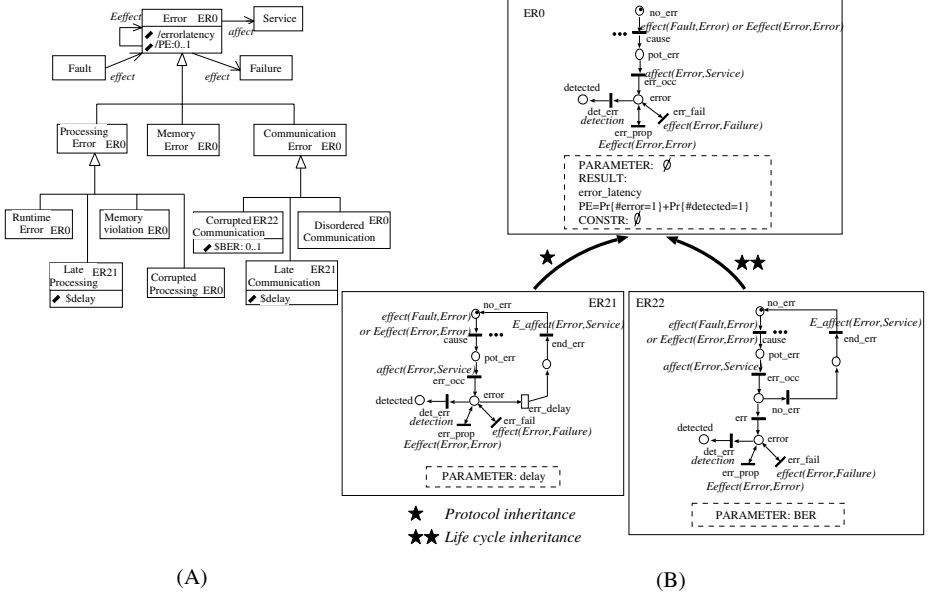 Eeffect
Error ER0
/errorlatency
/PE:0..1
Service
affect
Fault
effect
effect
Failure
Processing
Error ER0
Memory
Error ER0
Communication
Error ER0
Runtime
Error ER0
Memory
violation ER0
Corrupted ER22
Communication
$BER: 0..1
Disordered ER0
Communication
Late ER21
Processing
$delay
Corrupted
Processing ER0
Late ER21
Communication
$delay
(A)
ER0
no_err
effect(Fault,Error) or Eeffect(Error,Error)
cause
pot_err
affect(Error,Service)
err_occ
detected
error
det_err
detection
err_fail
effect(Error,Failure)
err_prop
Eeffect(Error,Error)
PARAMETER: ∅
RESULT:
error_latency
PE=Pr{#error=1}+Pr{#detected=1}
CONSTR: ∅
ER21
no_err
effect(Fault,Error)
or Eeffect(Error,Error)
cause
E_affect(Error,Service)
end_err
pot_err
affect(Error,Service)
err_occ
detected
error
det_err
detection
err_delay
err_fail
err_prop
effect(Error,Failure)
Eeffect(Error,Error)
PARAMETER: delay
ER22
no_err
effect(Fault,Error)
or Eeffect(Error,Error)
cause
E_affect(Error,Service)
end_err
pot_err
affect(Error,Service)
err_occ
no_err
err
detected
error
det_err
detection
err_fail
err_prop
effect(Error,Failure)
Eeffect(Error,Error)
PARAMETER: BER
Protocol inheritance
Life cycle inheritance
(B)